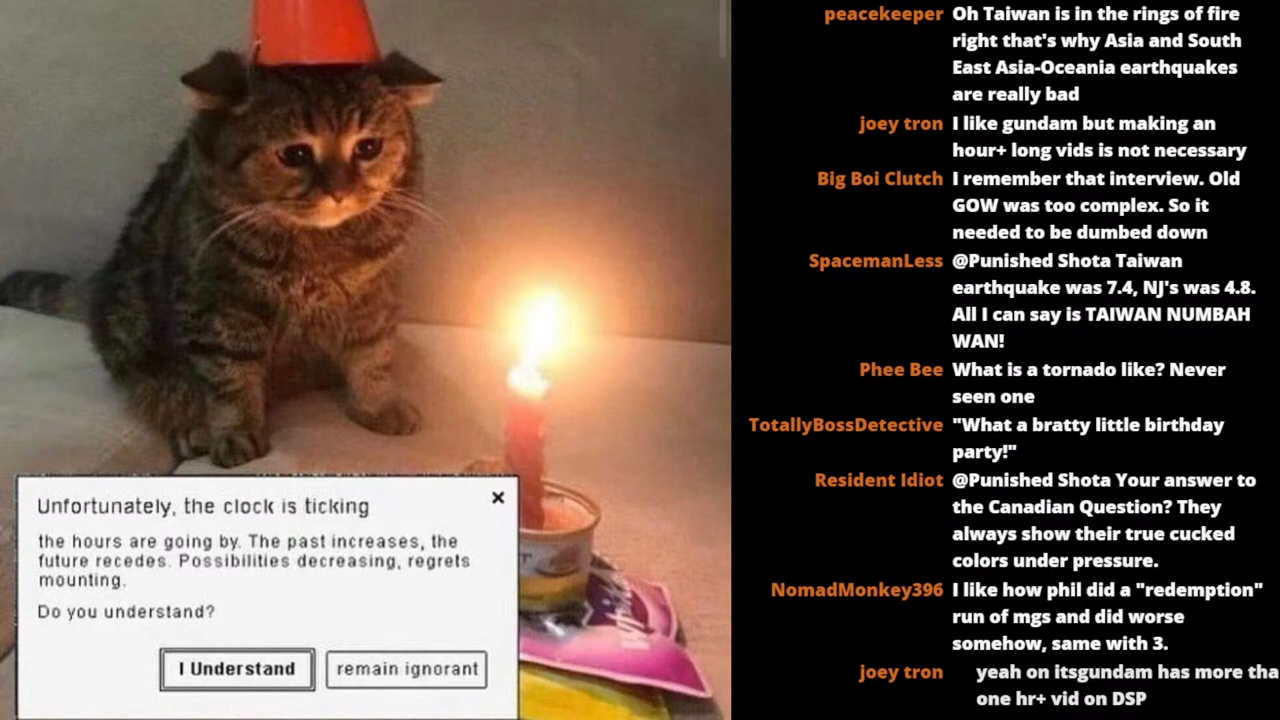 Unfortunately, the clock is ticking
the hours are going by. The past increases, the
future recedes. Possibilities decreasing, regrets
mounting.
Do you understand?
I Understand
remain ignorant
peacekeeper Oh Taiwan is in the rings of fire
right that's why Asia and South
East Asia-Oceania earthquakes
are really bad
joey tron I like gundam but making an
hour+ long vids is not necessary
Big Boi Clutch I remember that interview. Old
GOW was too complex. So it
needed to be dumbed down
SpacemanLess @Punished Shota Taiwan
earthquake was 7.4, NJ's was 4.8.
All I can say is TAIWAN NUMBAH
WAN!
Phee Bee What is a tornado like? Never
seen one
TotallyBossDetective "What a bratty little birthday
party!"
Resident Idiot @Punished Shota Your answer to
the Canadian Question? They
always show their true cucked
colors under pressure.
NomadMonkey396 I like how phil did a "redemption"
run of mgs and did worse
somehow, same with 3.
joey tron yeah on itsgundam has more tha
one hr+ vid on DSP